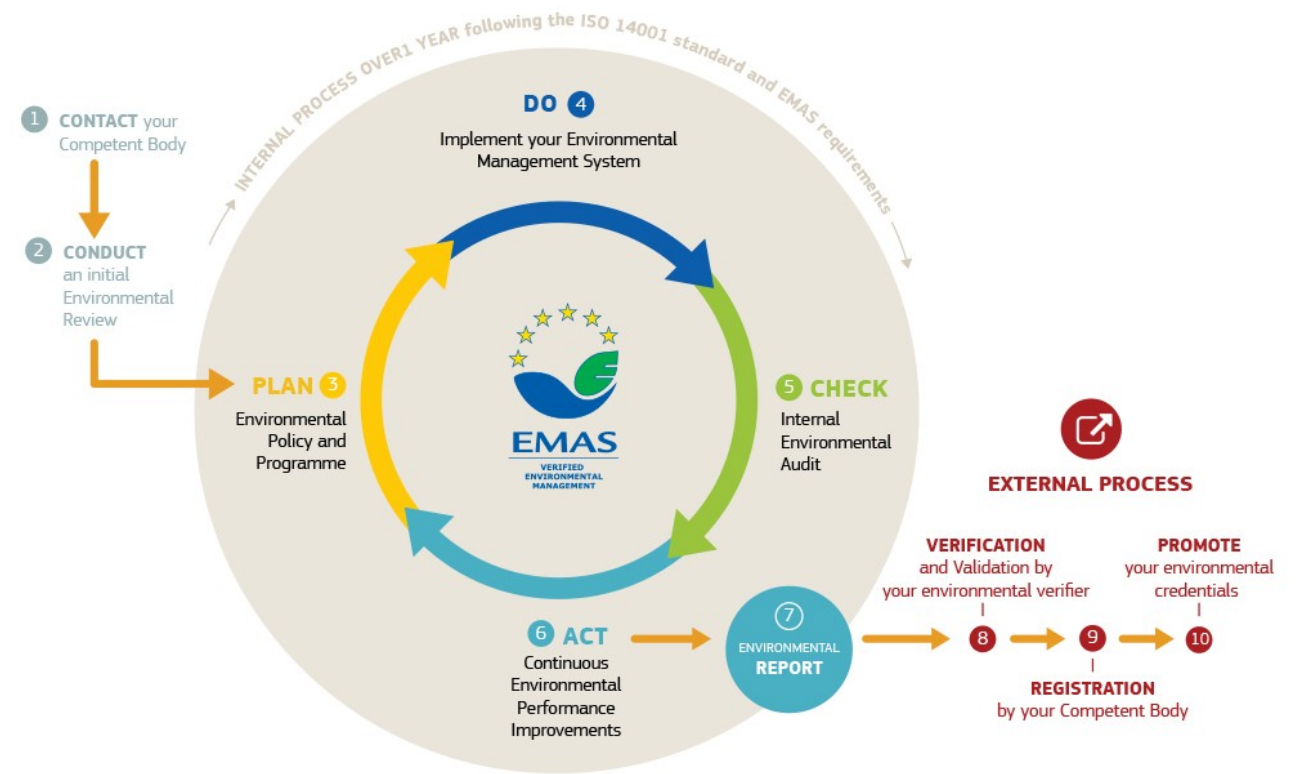 INTERNAL PROCESS OVER1 YEAR following the ISO 14001 standard and EMAS requirements
1 CONTACT your
Competent Body
2 CONDUCT
an initial
Environmental
Review
PLAN 3
Environmental
Policy and
Programme
DO 4
Implement your Environmental
Management System
5 CHECK
Internal
Environmental
Audit
EMAS
VERIFIED
ENVIRONMENTAL
MANAGEMENT
6 ACT
Continuous
Environmental
Performance
Improvements
7
ENVIRONMENTAL
REPORT
EXTERNAL PROCESS
VERIFICATION
and Validation by
your environmental verifier
8
9
REGISTRATION
by your Competent Body
PROMOTE
your environmental
credentials
10